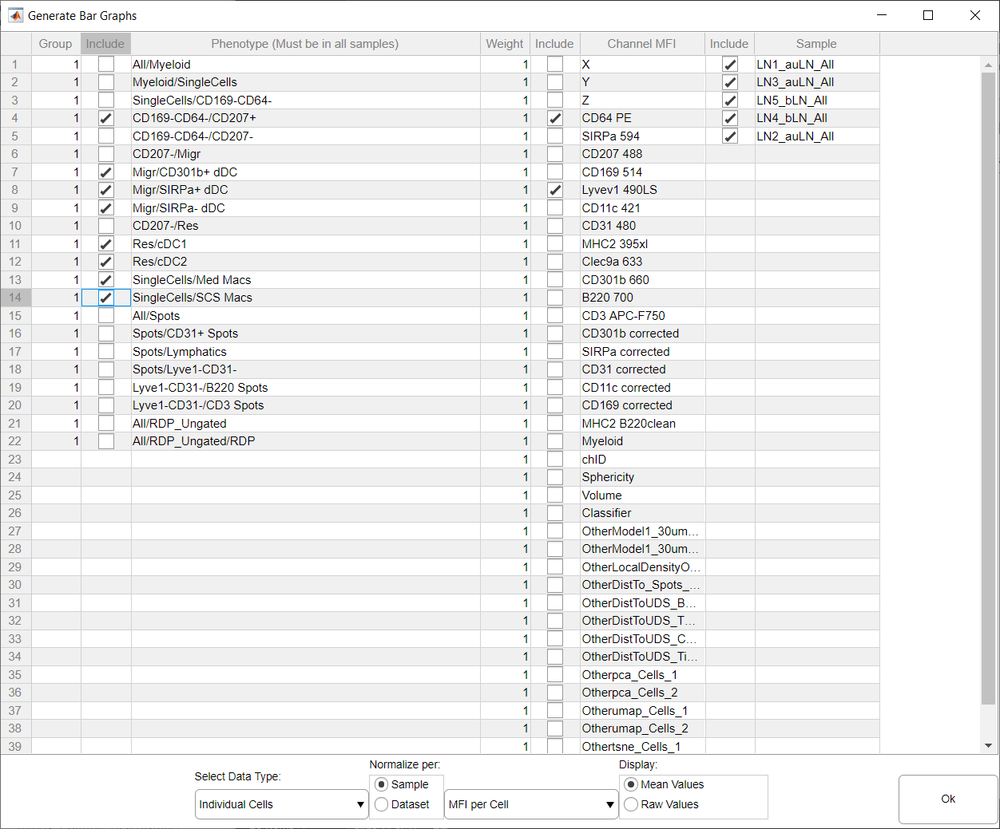 Generate Bar Graphs
Group Include Phenotype (Must be in all samples) Weight Include Channel MFI Include Sample
1 1 All/Myeloid 1 X LN1_auLN_All
2 1 Myeloid/SingleCells 1 Y LN3_auLN_All
3 1 SingleCells/CD169-CD64- 1 Z LN5_bLN_All
4 1 CD169-CD64-/CD207+ 1 CD64 PE LN4_bLN_All
5 1 CD169-CD64-/CD207- 1 SIRPa 594 LN2_auLN_All
6 1 CD207-/Migr 1 CD207 488
7 1 Migr/CD301b+ dDC 1 CD169 514
8 1 Migr/SIRPa+ dDC 1 Lyvev1 490LS
9 1 Migr/SIRPa- dDC 1 CD11c 421
10 1 CD207-/Res 1 CD31 480
11 1 Res/cDC1 1 MHC2 395xl
12 1 Res/cDC2 1 Clec9a 633
13 1 SingleCells/Med Macs 1 CD301b 660
14 1 SingleCells/SCS Macs 1 B220 700
15 1 All/Spots 1 CD3 APC-F750
16 1 Spots/CD31+ Spots 1 CD301b corrected
17 1 Spots/Lymphatics 1 SIRPa corrected
18 1 Spots/Lyve1-CD31- 1 CD31 corrected
19 1 Lyve1-CD31-/B220 Spots 1 CD11c corrected
20 1 Lyve1-CD31-/CD3 Spots 1 CD169 corrected
21 1 All/RDP_Ungated 1 MHC2 B220clean
22 1 All/RDP_Ungated/RDP 1 Myeloid
23 1 chID
24 1 Sphericity
25 1 Volume
26 1 Classifier
27 1 OtherModel1_30um...
28 1 OtherModel1_30um...
29 1 OtherLocalDensityO...
30 1 OtherDistTo_Spots_...
31 1 OtherDistToUDS_B...
32 1 OtherDistToUDS_T...
33 1 OtherDistToUDS_C...
34 1 OtherDistToUDS_Ti...
35 1 Otherpca_Cells_1
36 1 Otherpca_Cells_2
37 1 Otherumap_Cells_1
38 1 Otherumap_Cells_2
39 1 Othertsne_Cells_1
Select Data Type:
Individual Cells
Normalize per:
Sample
Dataset
MFI per Cell
Display:
Mean Values
Raw Values
Ok